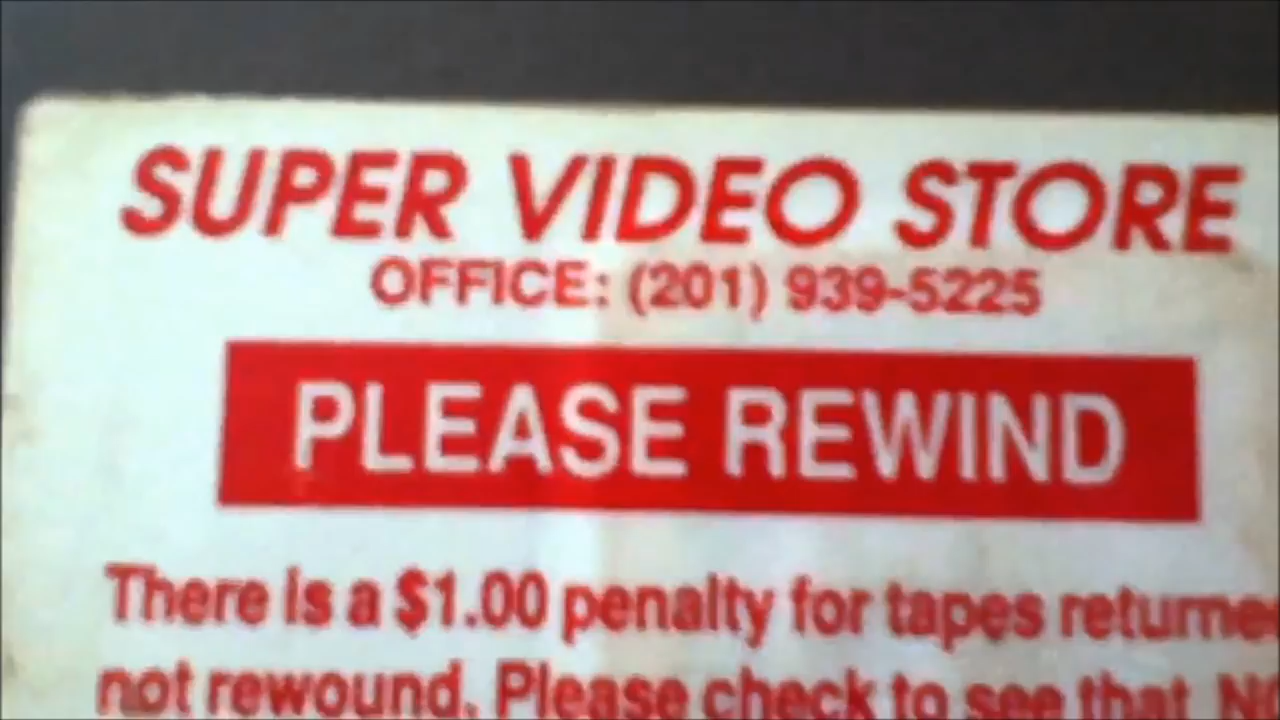 SUPER VIDEO STORE
OFFICE: (201) 939-5225
PLEASE REWIND
There is a $1.00 penalty for tapes returne
not rewound. Please check to see that